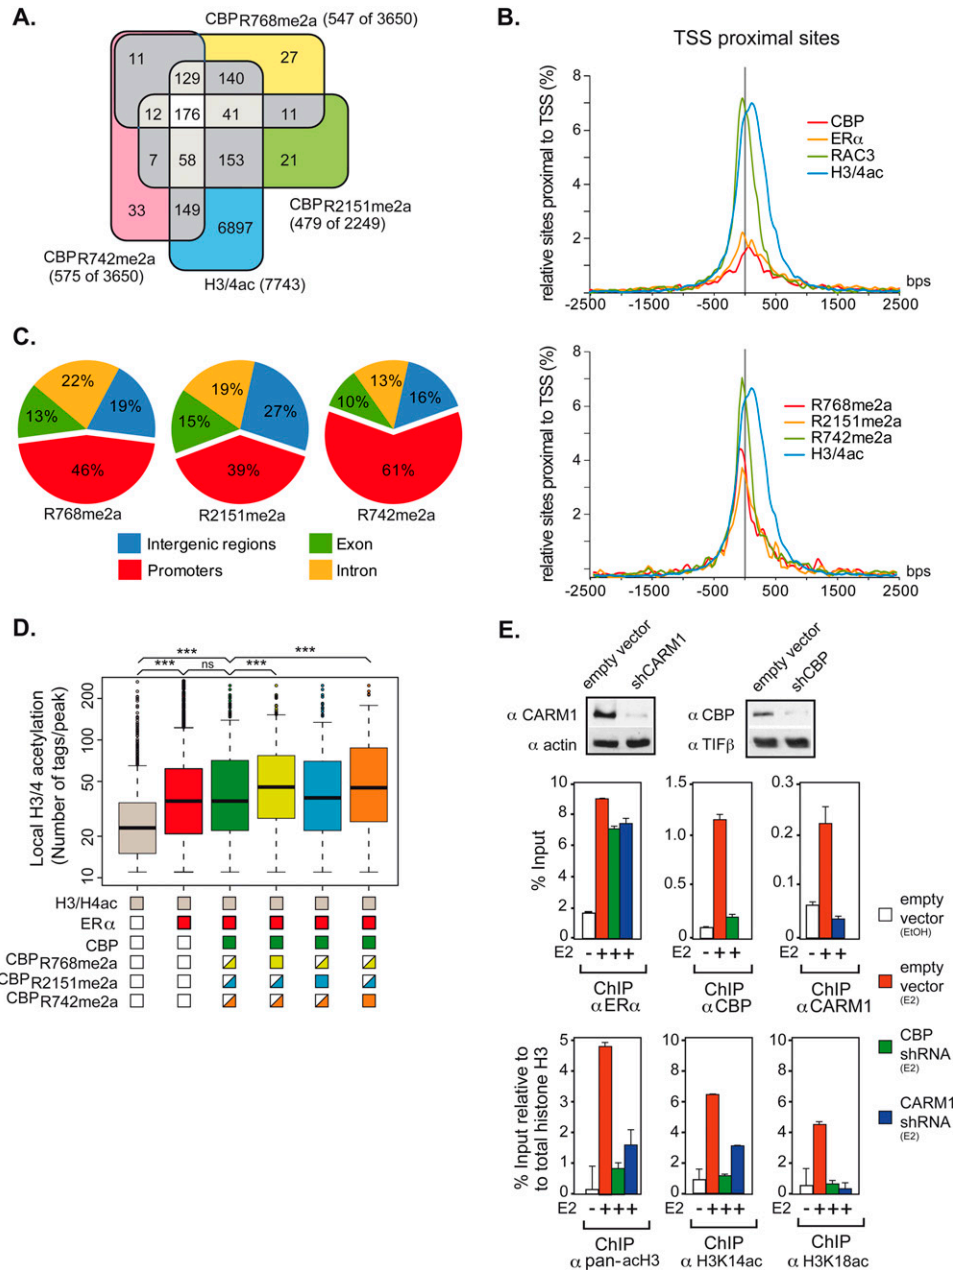 A.
CBPR768me2a (547 of 3650)
11
27
129
140
12
176
41
11
7
58
153
21
33
149
6897
CBPR2151me2a
(479 of 2249)
CBPR742me2a
(575 of 3650)
H3/4ac (7743)
B.
TSS proximal sites
relative sites proximal to TSS (%)
8
6
4
2
CBP
ERα
RAC3
H3/4ac
bps
-2500
-500
500
1500
2500
relative sites proximal to TSS (%)
8
6
4
2
R768me2a
R2151me2a
R742me2a
H3/4ac
bps
-2500
-500
500
1500
2500
C.
22%
19%
13%
46%
R768me2a
19%
27%
15%
39%
R2151me2a
13%
16%
10%
61%
R742me2a
Intergenic regions
Exon
Promoters
Intron
D.
***
***
***
ns
***
Local H3/4 acetylation
(Number of tags/peak)
200
100
50
20
10
H3/H4ac
ERα
CBP
CBPR768me2a
CBPR2151me2a
CBPR742me2a
E.
empty vector
shCARM1
α CARM1
α actin
empty vector
shCBP
α CBP
α TIFβ
% Input
10
8
6
4
2
0
E2 - + + +
ChIP
αERα
1.5
1.0
0.5
0
- + +
ChIP
αCBP
0.3
0.2
0.1
0
- + +
ChIP
αCARM1
empty
vector
(EtOH)
empty
vector
(E2)
CBP
shRNA
(E2)
CARM1
shRNA
(E2)
% Input relative
to total histone H3
5
4
3
2
1
0
E2 - + + +
ChIP
α pan-acH3
10
8
6
4
2
0
- + + +
ChIP
α H3K14ac
10
8
6
4
2
0
- + + +
ChIP
α H3K18ac